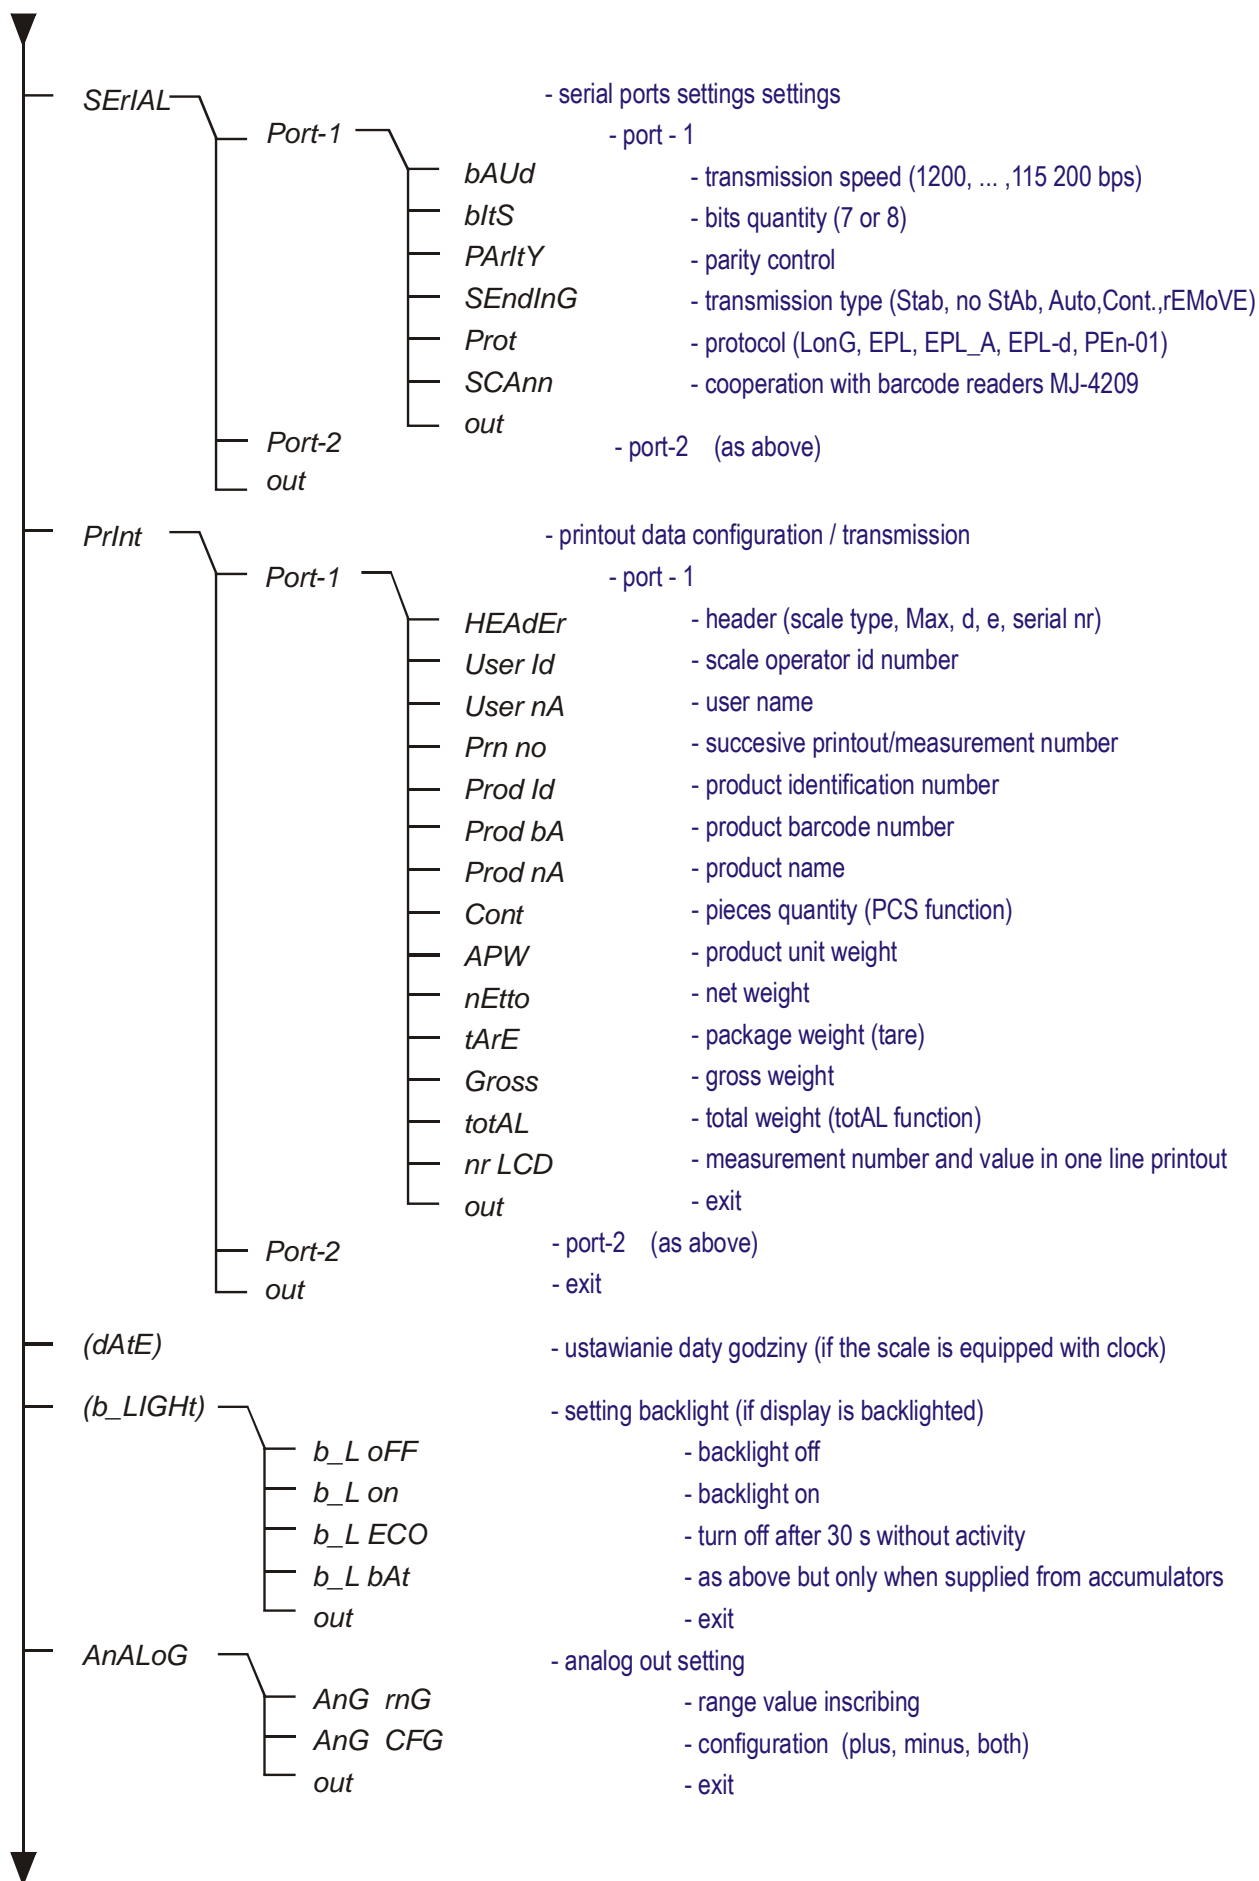 SErIAL - serial ports settings settings
Port-1 - port - 1
bAUd - transmission speed (1200, ... ,115 200 bps)
bItS - bits quantity (7 or 8)
PArItY - parity control
SEndInG - transmission type (Stab, no StAb, Auto,Cont.,rEMoVE)
Prot - protocol (LonG, EPL, EPL_A, EPL-d, PEn-01)
SCAnn - cooperation with barcode readers MJ-4209
out
Port-2 - port-2 (as above)
out
PrInt - printout data configuration / transmission
Port-1 - port - 1
HEAdEr - header (scale type, Max, d, e, serial nr)
User Id - scale operator id number
User nA - user name
Prn no - succesive printout/measurement number
Prod Id - product identification number
Prod bA - product barcode number
Prod nA - product name
Cont - pieces quantity (PCS function)
APW - product unit weight
nEtto - net weight
tArE - package weight (tare)
Gross - gross weight
totAL - total weight (totAL function)
nr LCD - measurement number and value in one line printout
out - exit
Port-2 - port-2 (as above)
out - exit
(dAtE) - ustawianie daty godziny (if the scale is equipped with clock)
(b_LIGHt) - setting backlight (if display is backlighted)
b_L oFF - backlight off
b_L on - backlight on
b_L ECO - turn off after 30 s without activity
b_L bAt - as above but only when supplied from accumulators
out - exit
AnALoG - analog out setting
AnG rnG - range value inscribing
AnG CFG - configuration (plus, minus, both)
out - exit